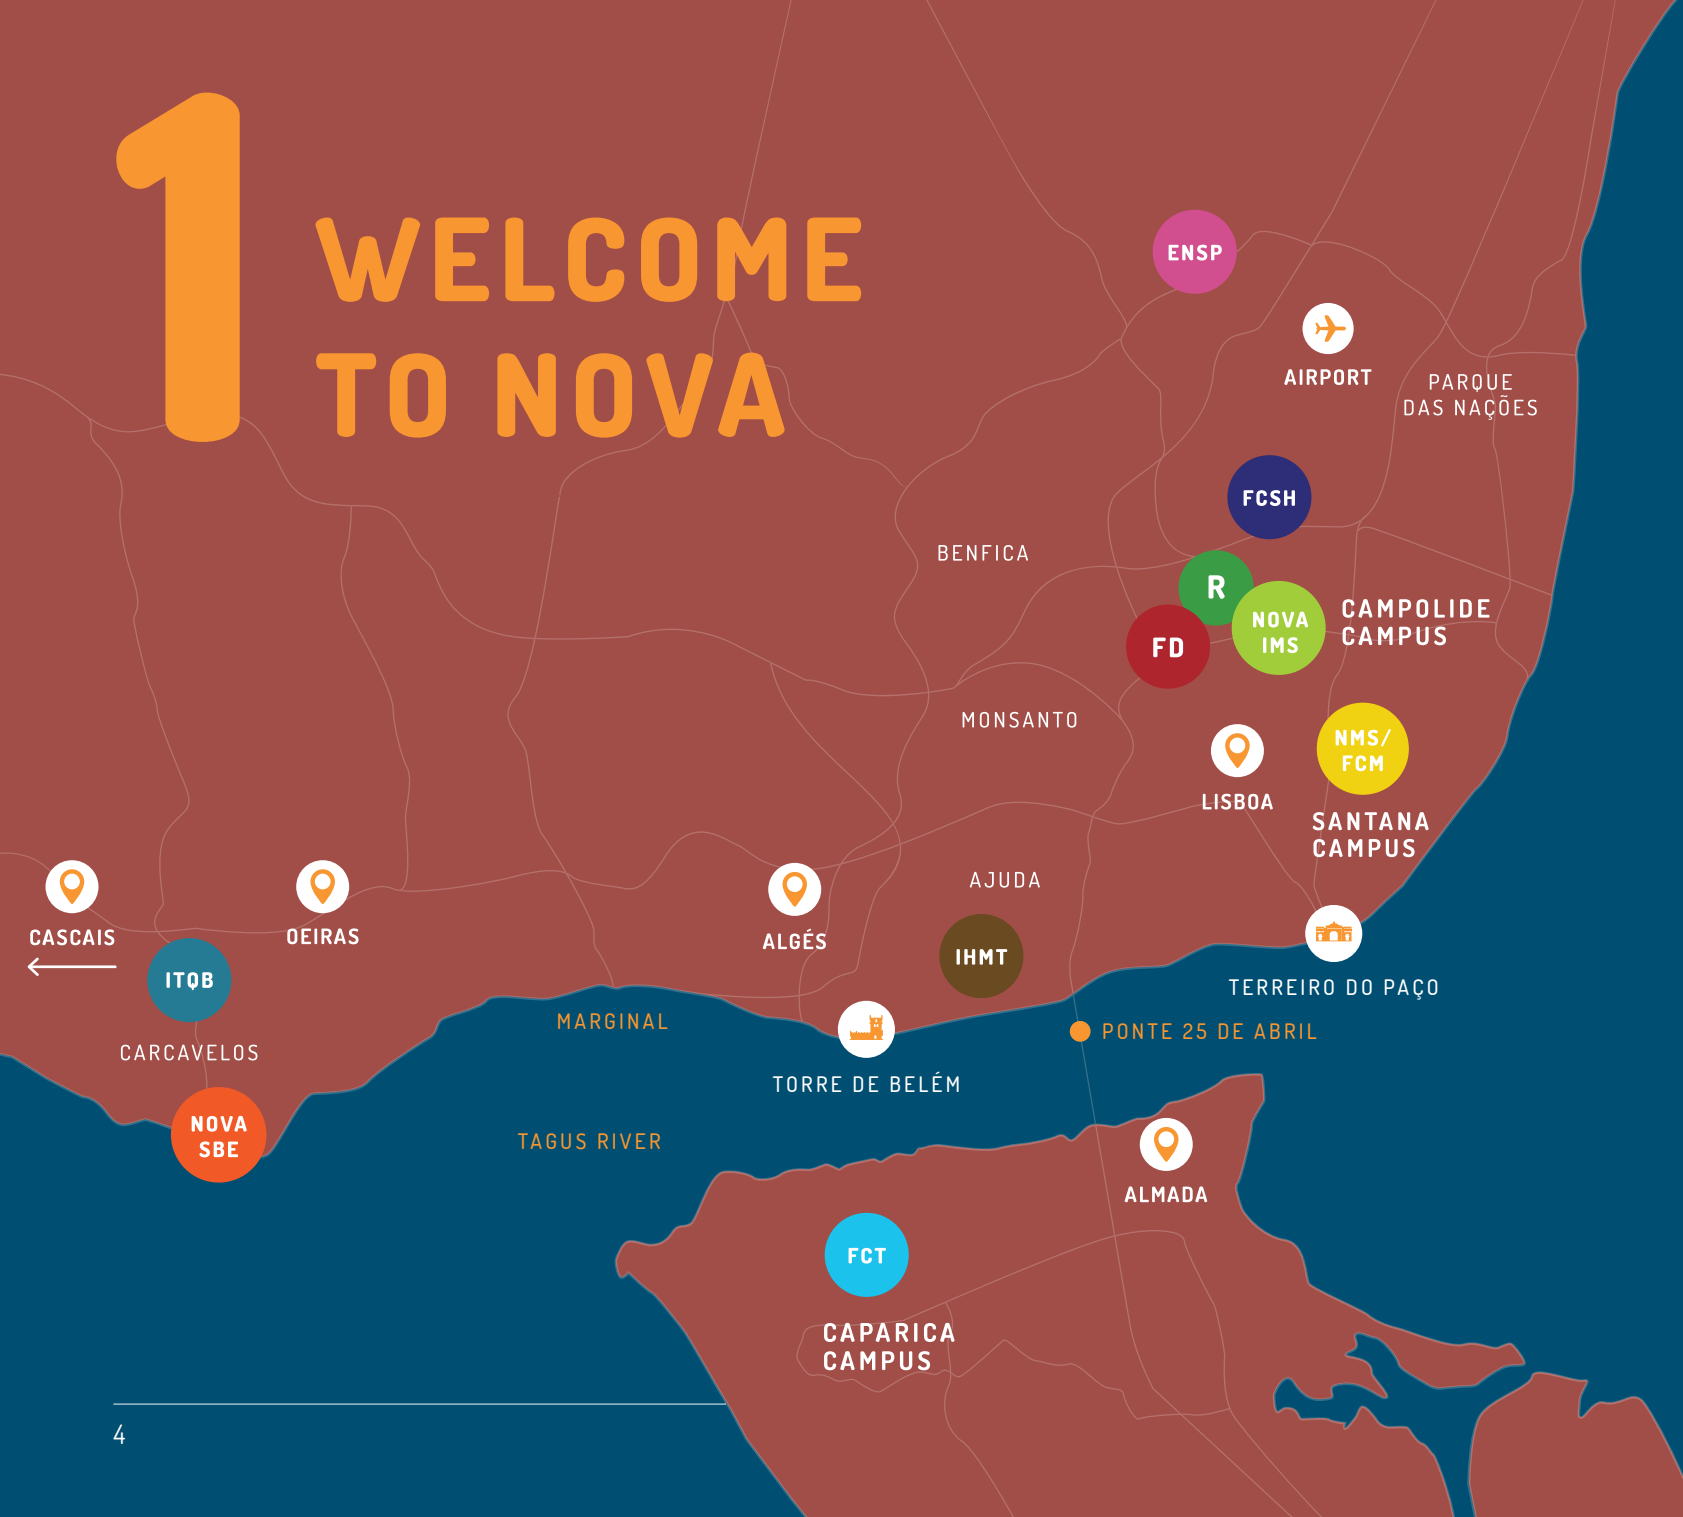 1
WELCOME
TO NOVA
ENSP
AIRPORT
PARQUE
DAS NAÇÕES
FCSH
BENFICA
R
NOVA
IMS
FD
CAMPOLIDE
CAMPUS
MONSANTO
LISBOA
NMS/
FCM
SANTANA
CAMPUS
CASCAIS
OEIRAS
ALGÉS
AJUDA
IHMT
ITQB
TERREIRO DO PAÇO
MARGINAL
PONTE 25 DE ABRIL
CARCAVELOS
TORRE DE BELÉM
NOVA
SBE
TAGUS RIVER
ALMADA
FCT
CAPARICA
CAMPUS
4